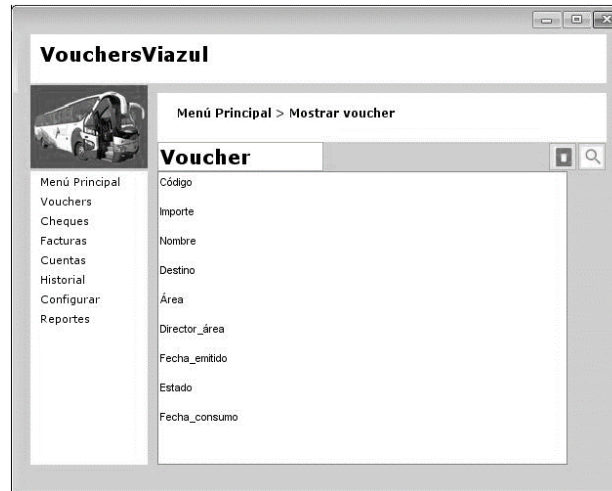 VouchersViazul
Menú Principal > Mostrar voucher
Voucher
Menú Principal
Vouchers
Cheques
Facturas
Cuentas
Historial
Configurar
Reportes
Código
Importe
Nombre
Destino
Área
Director_área
Fecha_emitido
Estado
Fecha_consumo